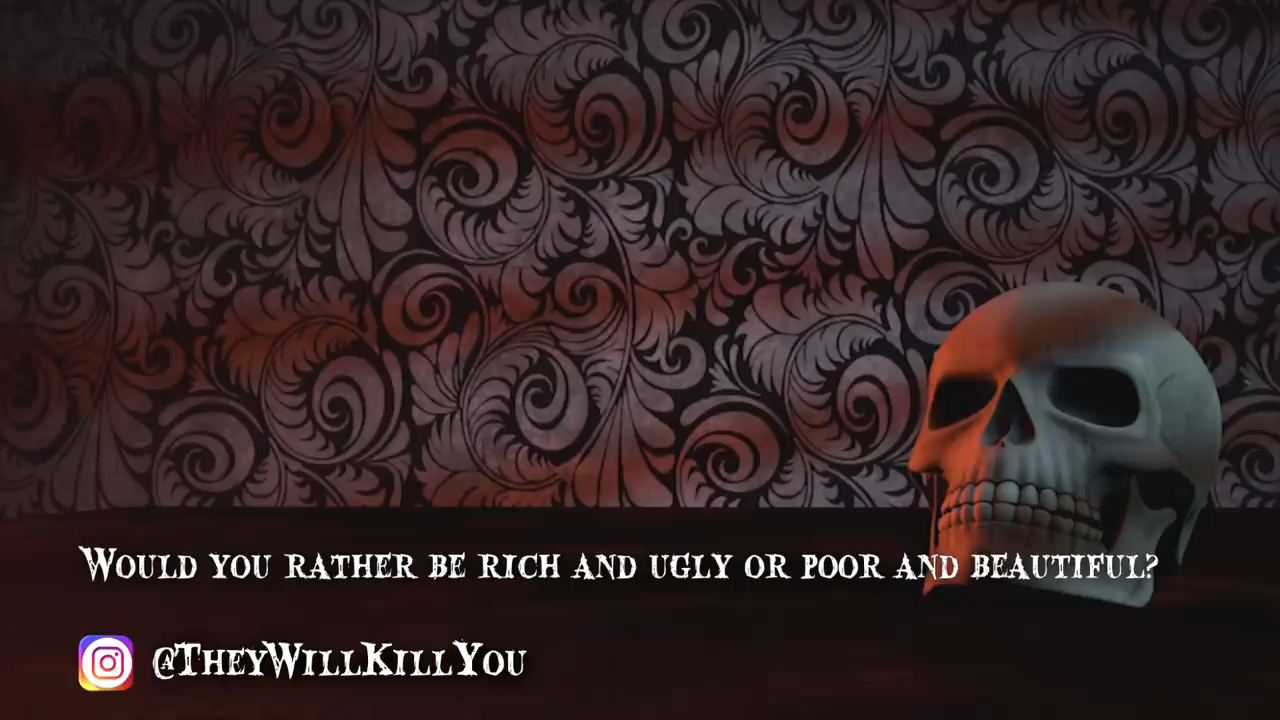 Would you rather be rich and ugly or poor and beautiful?
@TheyWillKillYou